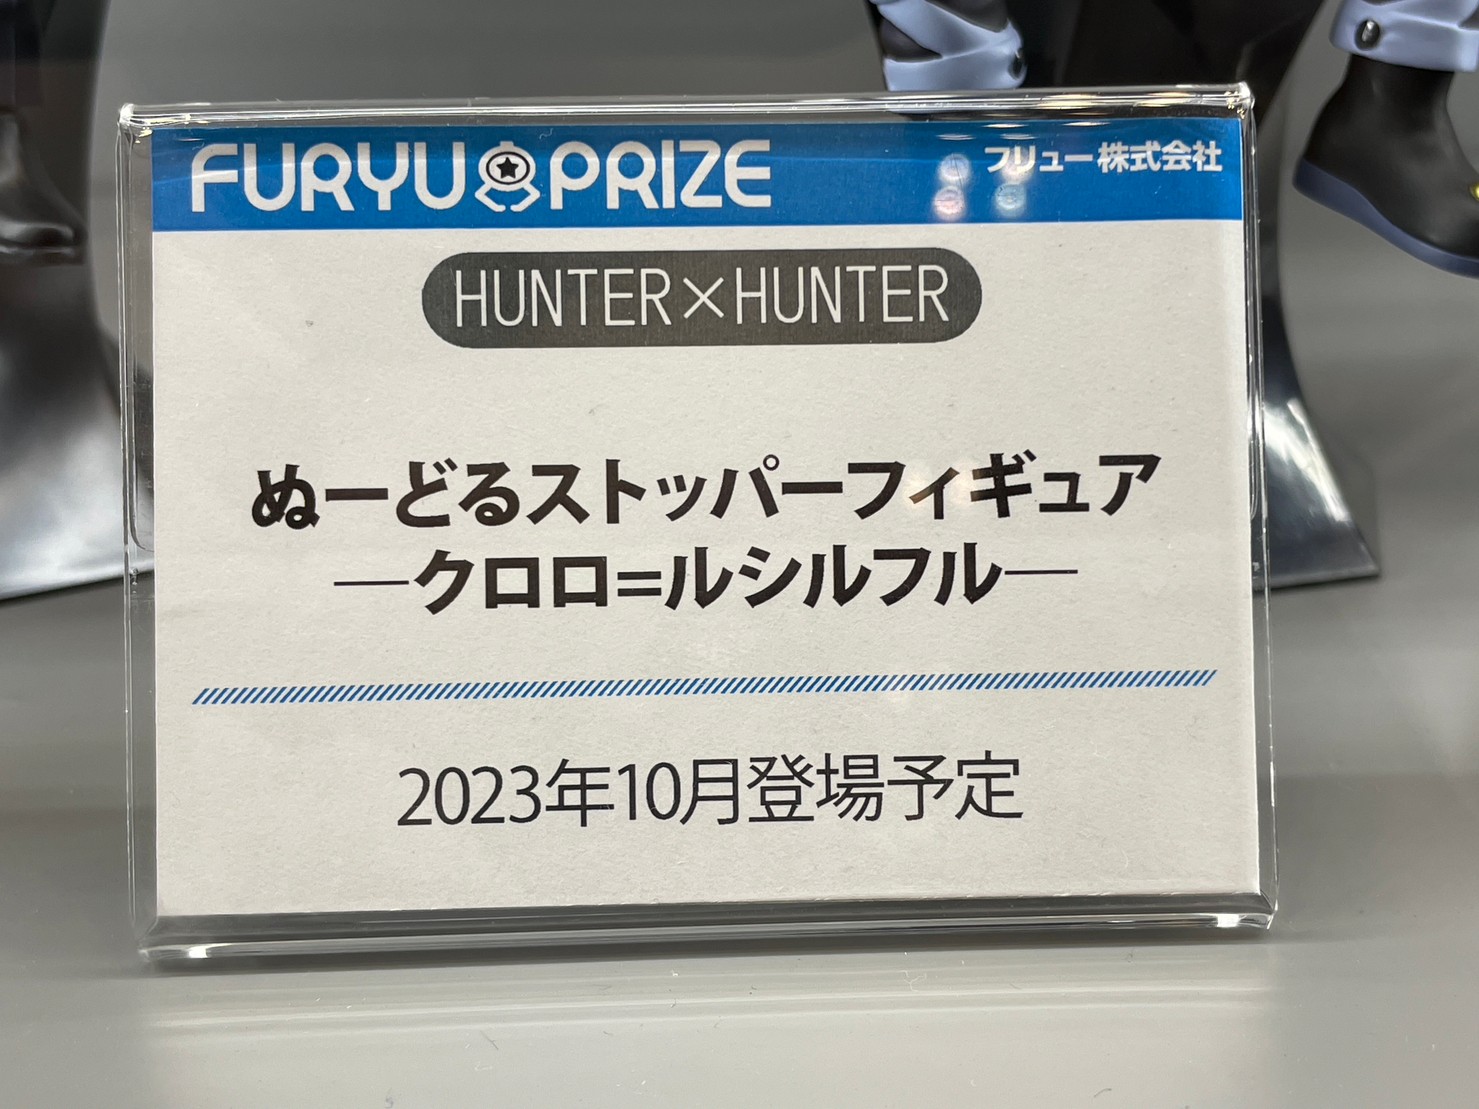 FURYU PRIZE
フリュー株式会社
HUNTER×HUNTER
ぬーどるストッパーフィギュア
―クロロ=ルシルフル―
2023年10月登場予定